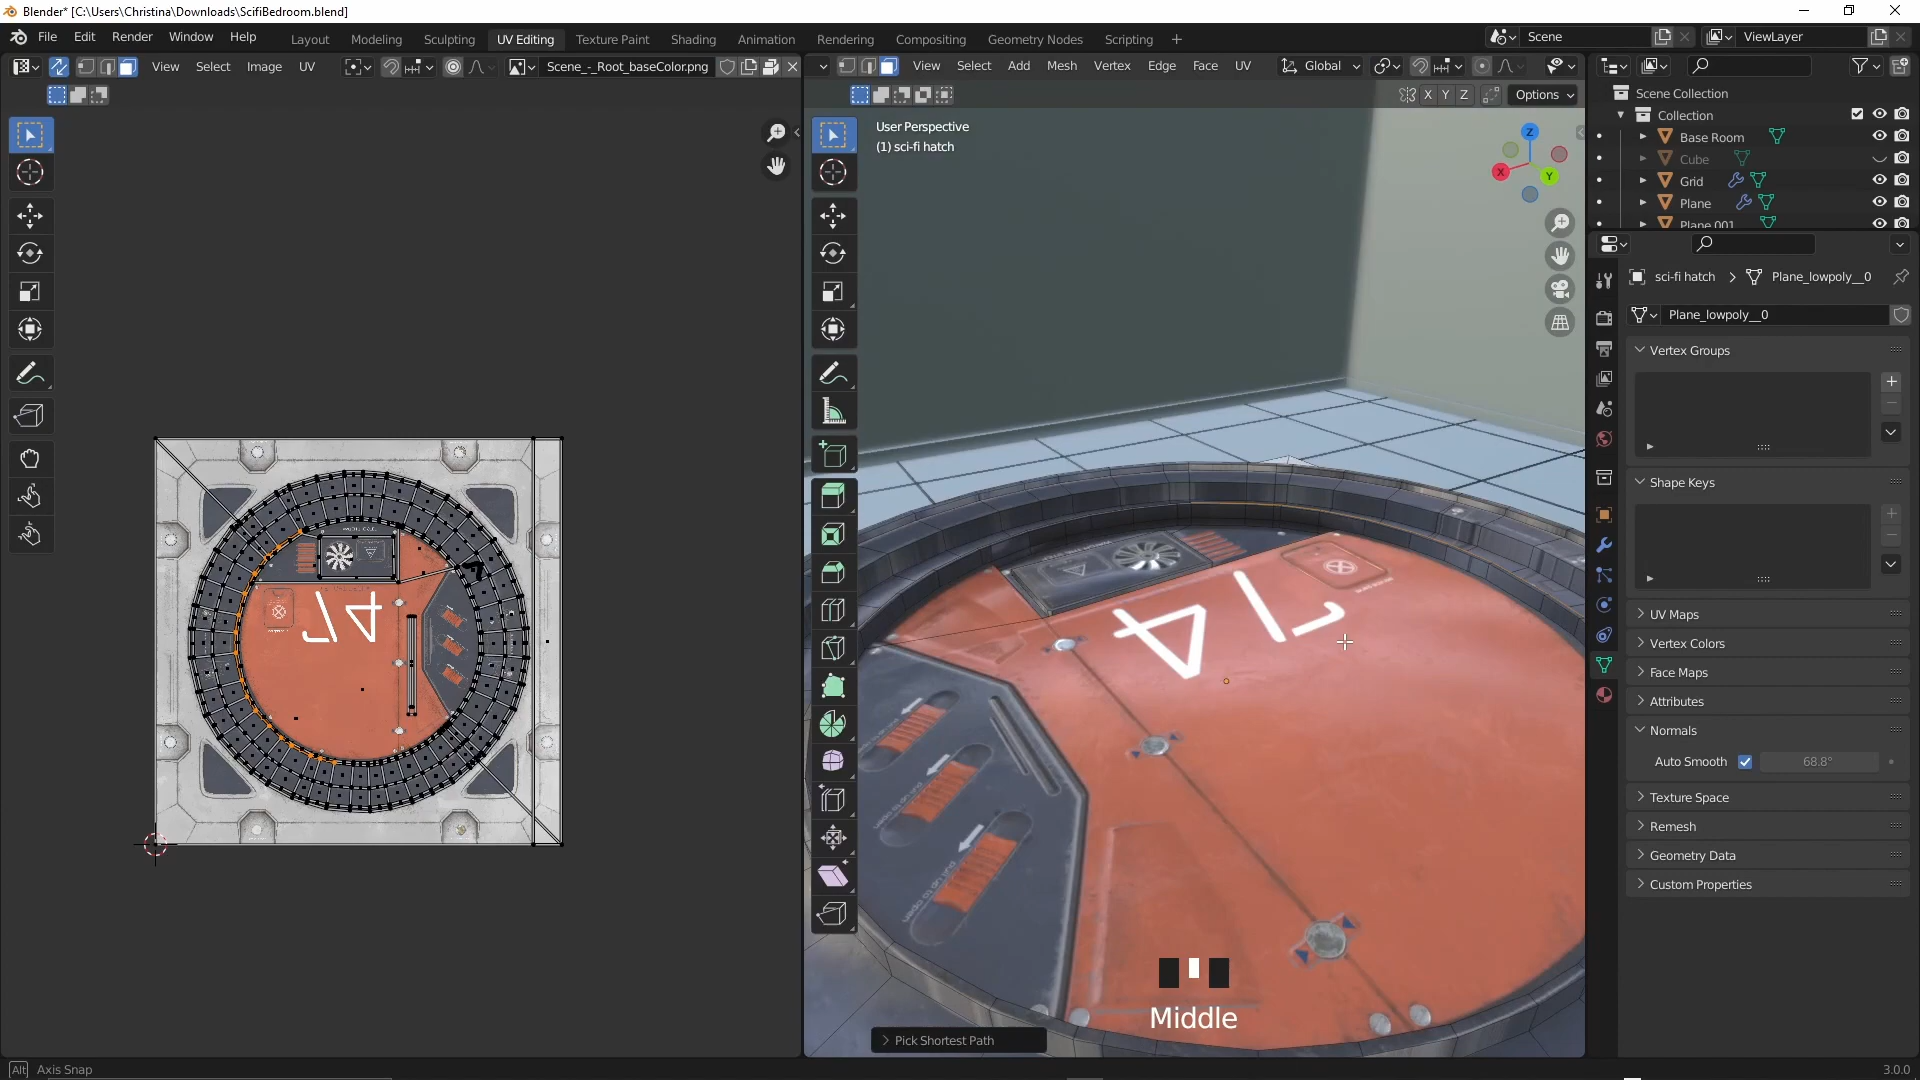 Blender* [C:\Users\Christina\Downloads\ScifiBedroom.blend]
File Edit Render Window Help
Layout Modeling Sculpting UV Editing Texture Paint Shading Animation Rendering Compositing Geometry Nodes Scripting +
Scene
ViewLayer
View Select Image UV
Scene_-_Root_baseColor.png
View Select Add Mesh Vertex Edge Face UV
Global
X Y Z
Options
User Perspective
(1) sci-fi hatch
Z
X
Y
Scene Collection
Collection
Base Room
Cube
Grid
Plane
Plane.001
sci-fi hatch > Plane_lowpoly__0
Plane_lowpoly__0
Vertex Groups
Shape Keys
UV Maps
Vertex Colors
Face Maps
Attributes
Normals
Auto Smooth
68.8°
Texture Space
Remesh
Geometry Data
Custom Properties
74
74
Middle
Pick Shortest Path
Alt Axis Snap
3.0.0